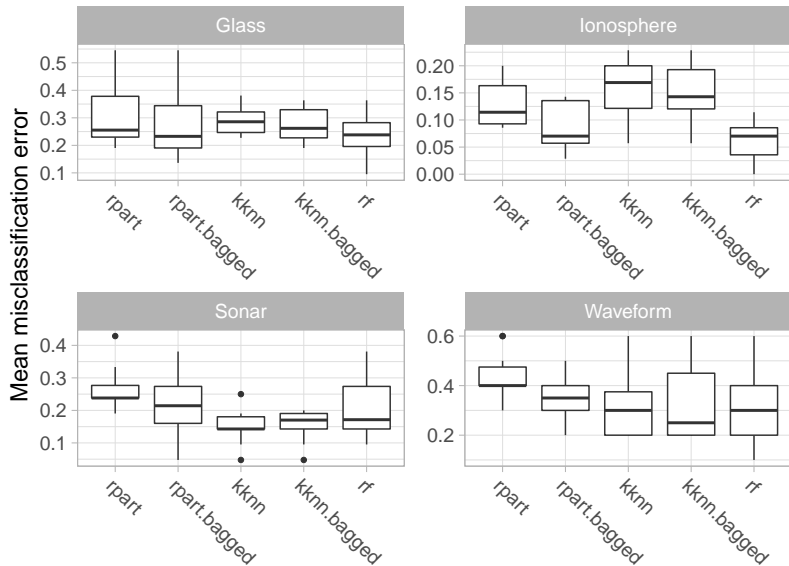 Mean misclassification error
Glass
0.5
0.4
0.3
0.2
0.1
rpart
rpart.bagged
kknn
kknn.bagged
rf
Ionosphere
0.20
0.15
0.10
0.05
0.00
rpart
rpart.bagged
kknn
kknn.bagged
rf
Sonar
0.4
0.3
0.2
0.1
rpart
rpart.bagged
kknn
kknn.bagged
rf
Waveform
0.6
0.4
0.2
rpart
rpart.bagged
kknn
kknn.bagged
rf